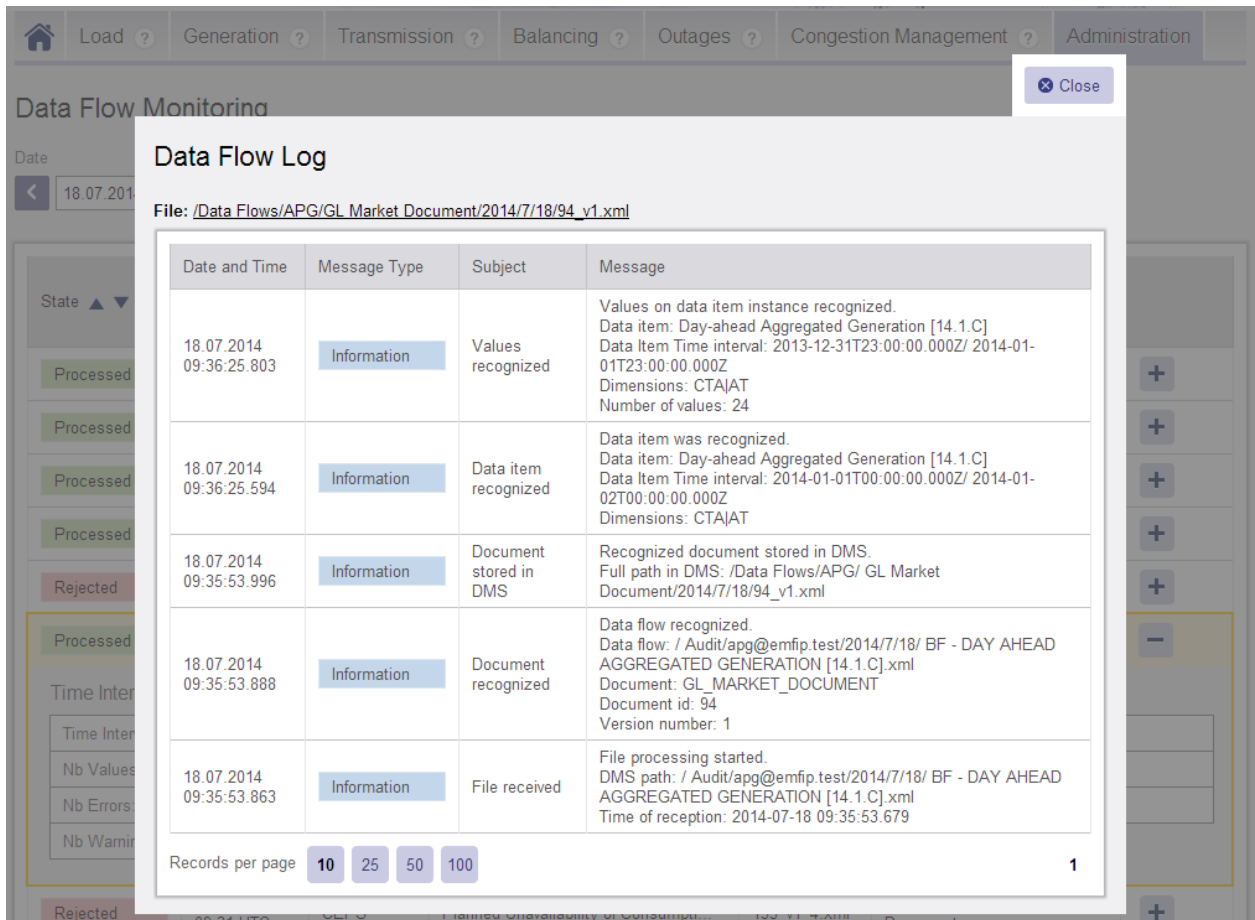 Load ? Generation ? Transmission ? Balancing ? Outages ? Congestion Management ? Administration
Close
Data Flow Monitoring
Date
18.07.201
Data Flow Log
File: /Data Flows/APG/GL Market Document/2014/7/18/94_v1.xml
Date and Time Message Type Subject Message
State
18.07.2014
09:36:25.803
Information
Values
recognized
Values on data item instance recognized.
Data item: Day-ahead Aggregated Generation [14.1.C]
Data Item Time interval: 2013-12-31T23:00:00.000Z/ 2014-01-
01T23:00:00.000Z
Dimensions: CTA|AT
Number of values: 24
Processed
Processed
18.07.2014
09:36:25.594
Information
Data item
recognized
Data item was recognized.
Data item: Day-ahead Aggregated Generation [14.1.C]
Data Item Time interval: 2014-01-01T00:00:00.000Z/ 2014-01-
02T00:00:00.000Z
Dimensions: CTA|AT
Processed
Processed
18.07.2014
09:35:53.996
Information
Document
stored in
DMS
Recognized document stored in DMS.
Full path in DMS: /Data Flows/APG/ GL Market
Document/2014/7/18/94_v1.xml
Rejected
Processed
18.07.2014
09:35:53.888
Information
Document
recognized
Data flow recognized.
Data flow: / Audit/apg@emfip.test/2014/7/18/ BF - DAY AHEAD
AGGREGATED GENERATION [14.1.C].xml
Document: GL_MARKET_DOCUMENT
Document id: 94
Version number: 1
Time Inter
Time Inter
Nb Values
Nb Errors:
Nb Warnin
18.07.2014
09:35:53.863
Information
File received
File processing started.
DMS path: / Audit/apg@emfip.test/2014/7/18/ BF - DAY AHEAD
AGGREGATED GENERATION [14.1.C].xml
Time of reception: 2014-07-18 09:35:53.679
Records per page 10 25 50 100 1
Rejected